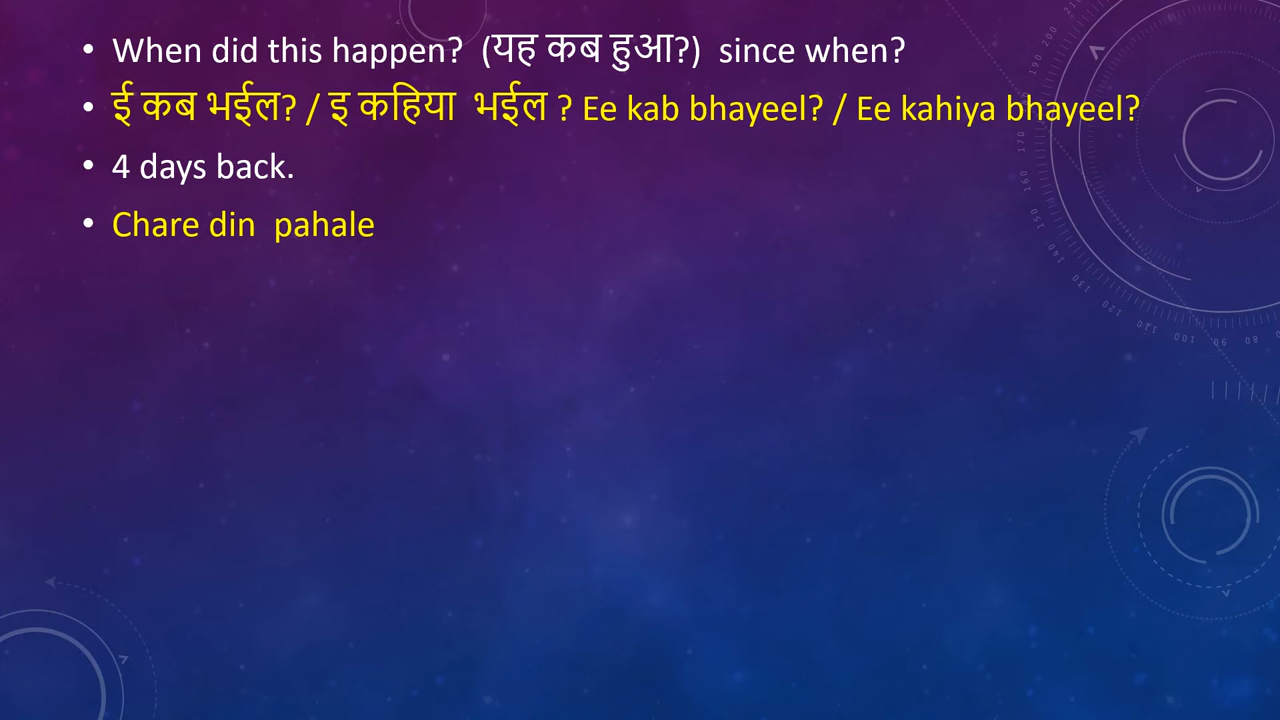 • When did this happen?  (यह कब हुआ?)  since when?
• ई कब भईल? / इ कहिया  भईल ? Ee kab bhayeel? / Ee kahiya bhayeel?
• 4 days back.
• Chare din  pahale